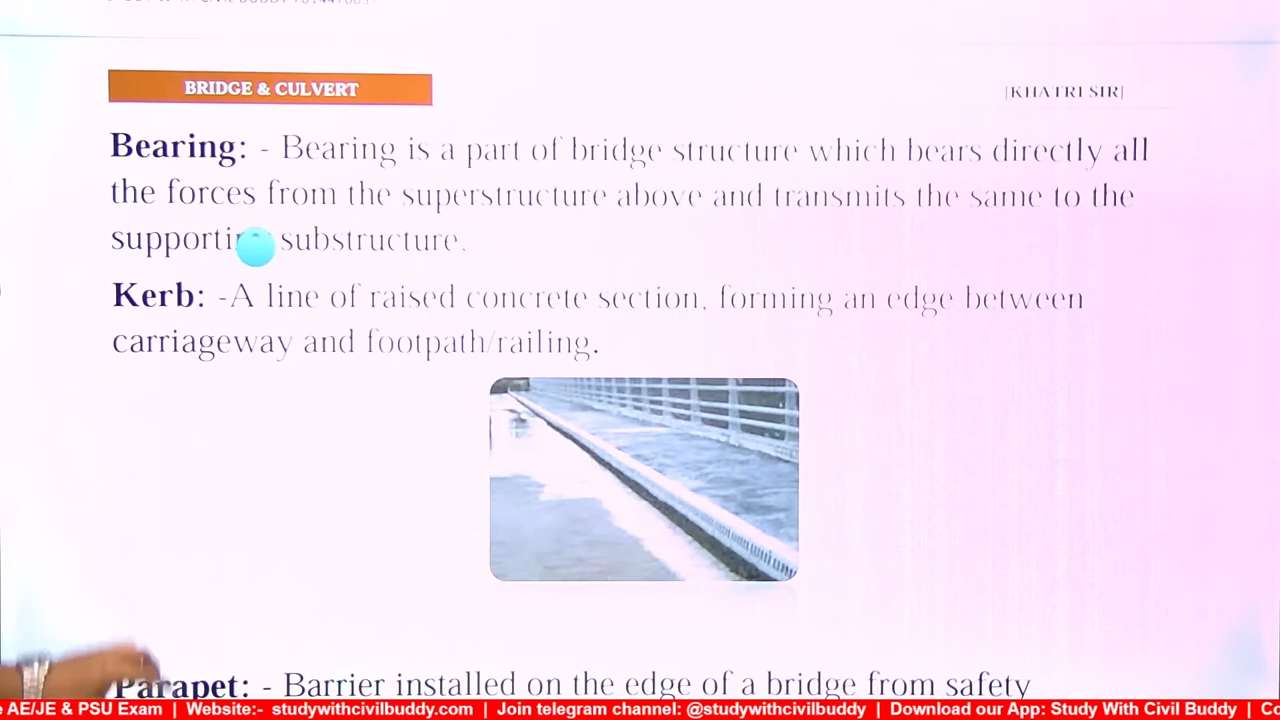 BRIDGE & CULVERT
|KHATRI SIR|
Bearing: - Bearing is a part of bridge structure which bears directly all
the forces from the superstructure above and transmits the same to the
substructure.
Kerb: -A line of raised concrete section, forming an edge between
carriageway and footpath/railing.
Parapet: - Barrier installed on the edge of a bridge from safety
AE/JE & PSU Exam | Website:- studywithcivilbuddy.com | Join telegram channel: @studywithcivilbuddy | Download our App: Study With Civil Buddy |